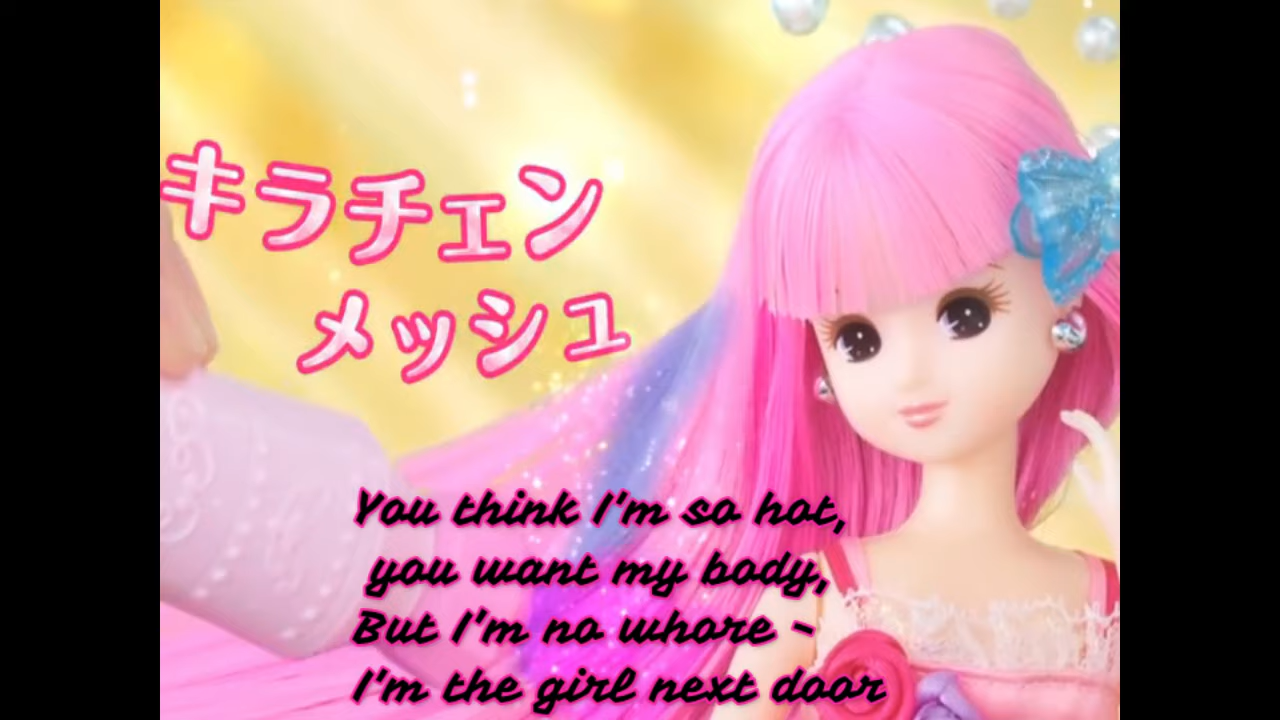 キラチェン
メッシュ
You think I'm so hot,
you want my body,
But I'm no whore -
I'm the girl next door